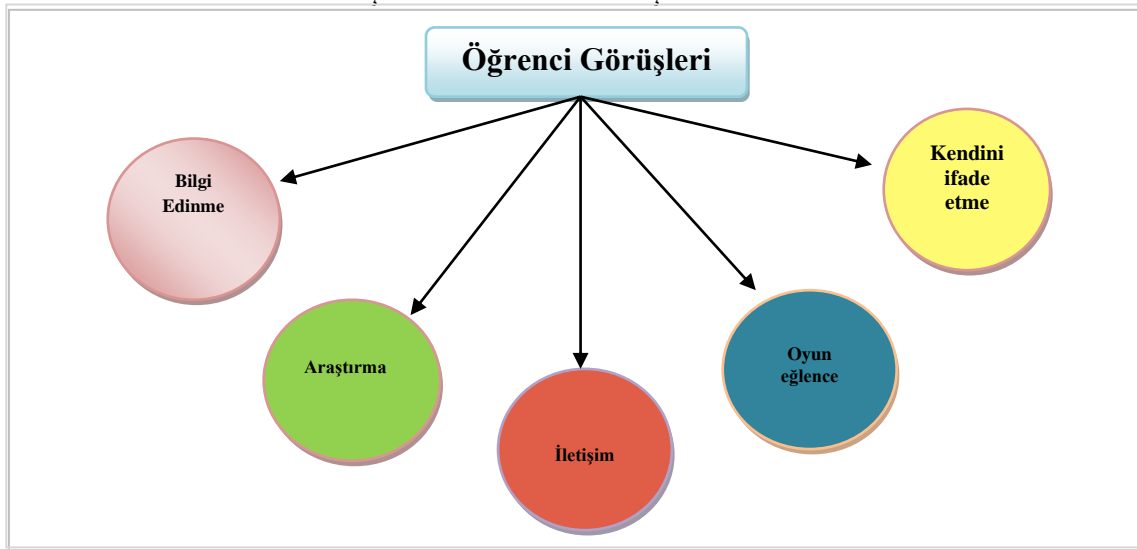 Öğrenci Görüşleri
Bilgi
Edinme
Araştırma
İletişim
Oyun
eğlence
Kendini
ifade
etme